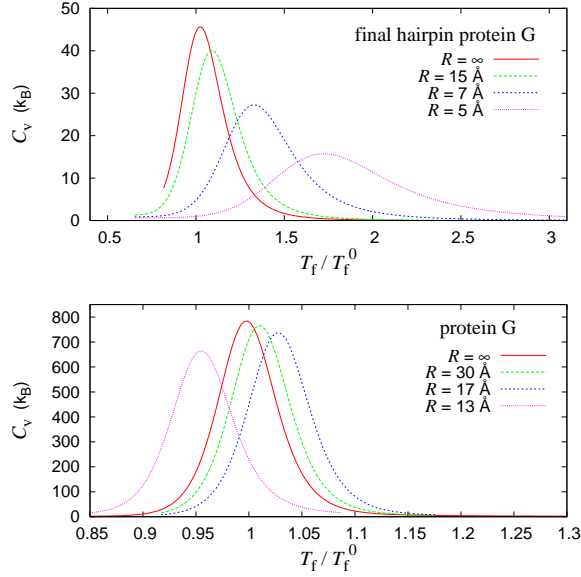 50
40
30
20
10
0
C_v (k_B)
final hairpin protein G
R = ∞
R = 15 Å
R = 7 Å
R = 5 Å
0.5 1 1.5 2 2.5 3
T_f / T_f^0
800
700
600
500
400
300
200
100
0
C_v (k_B)
protein G
R = ∞
R = 30 Å
R = 17 Å
R = 13 Å
0.85 0.9 0.95 1 1.05 1.1 1.15 1.2 1.25 1.3
T_f / T_f^0